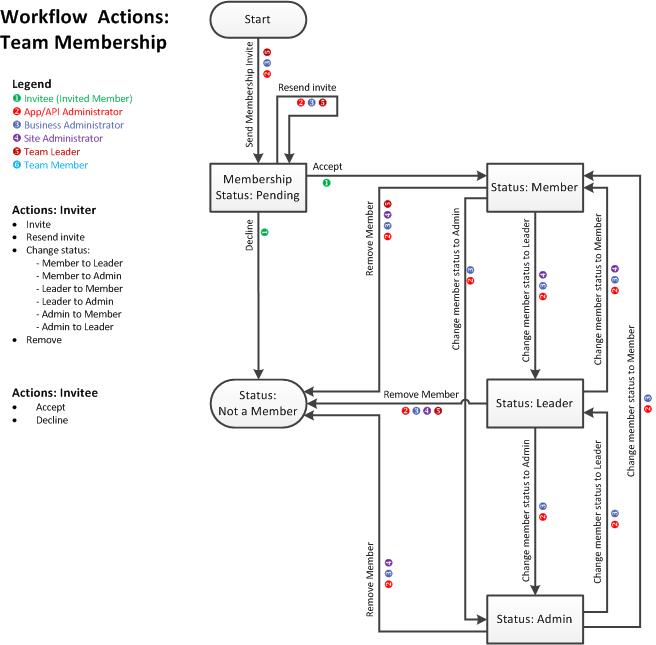 Workflow Actions:
Team Membership
Legend
1 Invitee (Invited Member)
2 App/API Administrator
3 Business Administrator
4 Site Administrator
5 Team Leader
6 Team Member
Actions: Inviter
• Invite
• Resend invite
• Change status:
- Member to Leader
- Member to Admin
- Leader to Member
- Leader to Admin
- Admin to Member
- Admin to Leader
• Remove
Actions: Invitee
• Accept
• Decline
Start
Send Membership Invite
2 3 5
Resend invite
2 3 5
Membership
Status: Pending
Accept
1
Decline
1
Status: Member
Remove Member
2 3 4 5
Change member status to Admin
2 3
Change member status to Leader
2 3 4
Change member status to Member
2 3 4
Change member status to Member
2 3
Status:
Not a Member
Remove Member
2 3 4 5
Status: Leader
Change member status to Admin
2 3
Change member status to Leader
2 3
Remove Member
2 3 4
Status: Admin